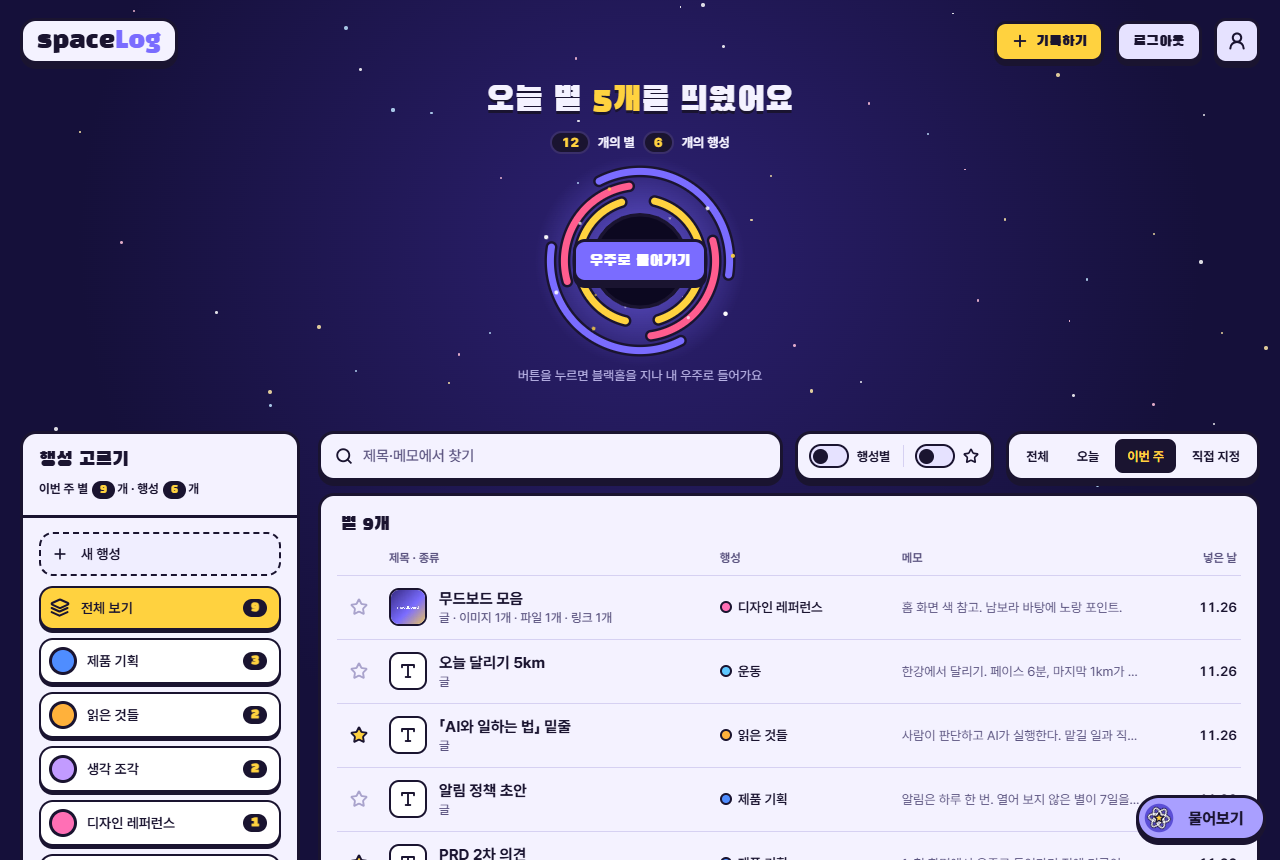 spaceLog
기록하기
로그아웃
오늘 별 5개를 띄웠어요
12 개의 별 6 개의 행성
우주로 들어가기
버튼을 누르면 블랙홀을 지나 내 우주로 들어가요
행성 고르기
이번 주 별 9 개 · 행성 6 개
새 행성
전체 보기 9
제품 기획 3
읽은 것들 2
생각 조각 2
디자인 레퍼런스 1
제목·메모에서 찾기
행성별
전체 오늘 이번 주 직접 지정
별 9개
제목 · 종류 행성 메모 넣은 날
무드보드 모음 디자인 레퍼런스 홈 화면 색 참고. 남보라 바탕에 노랑 포인트. 11.26
글 · 이미지 1개 · 파일 1개 · 링크 1개
T 오늘 달리기 5km 운동 한강에서 달리기. 페이스 6분, 마지막 1km가 ... 11.26
글
T 「AI와 일하는 법」 밑줄 읽은 것들 사람이 판단하고 AI가 실행한다. 맡길 일과 직... 11.26
글
T 알림 정책 초안 제품 기획 알림은 하루 한 번. 열어 보지 않은 별이 7일을...
글
물어보기
PRD 2차 의견